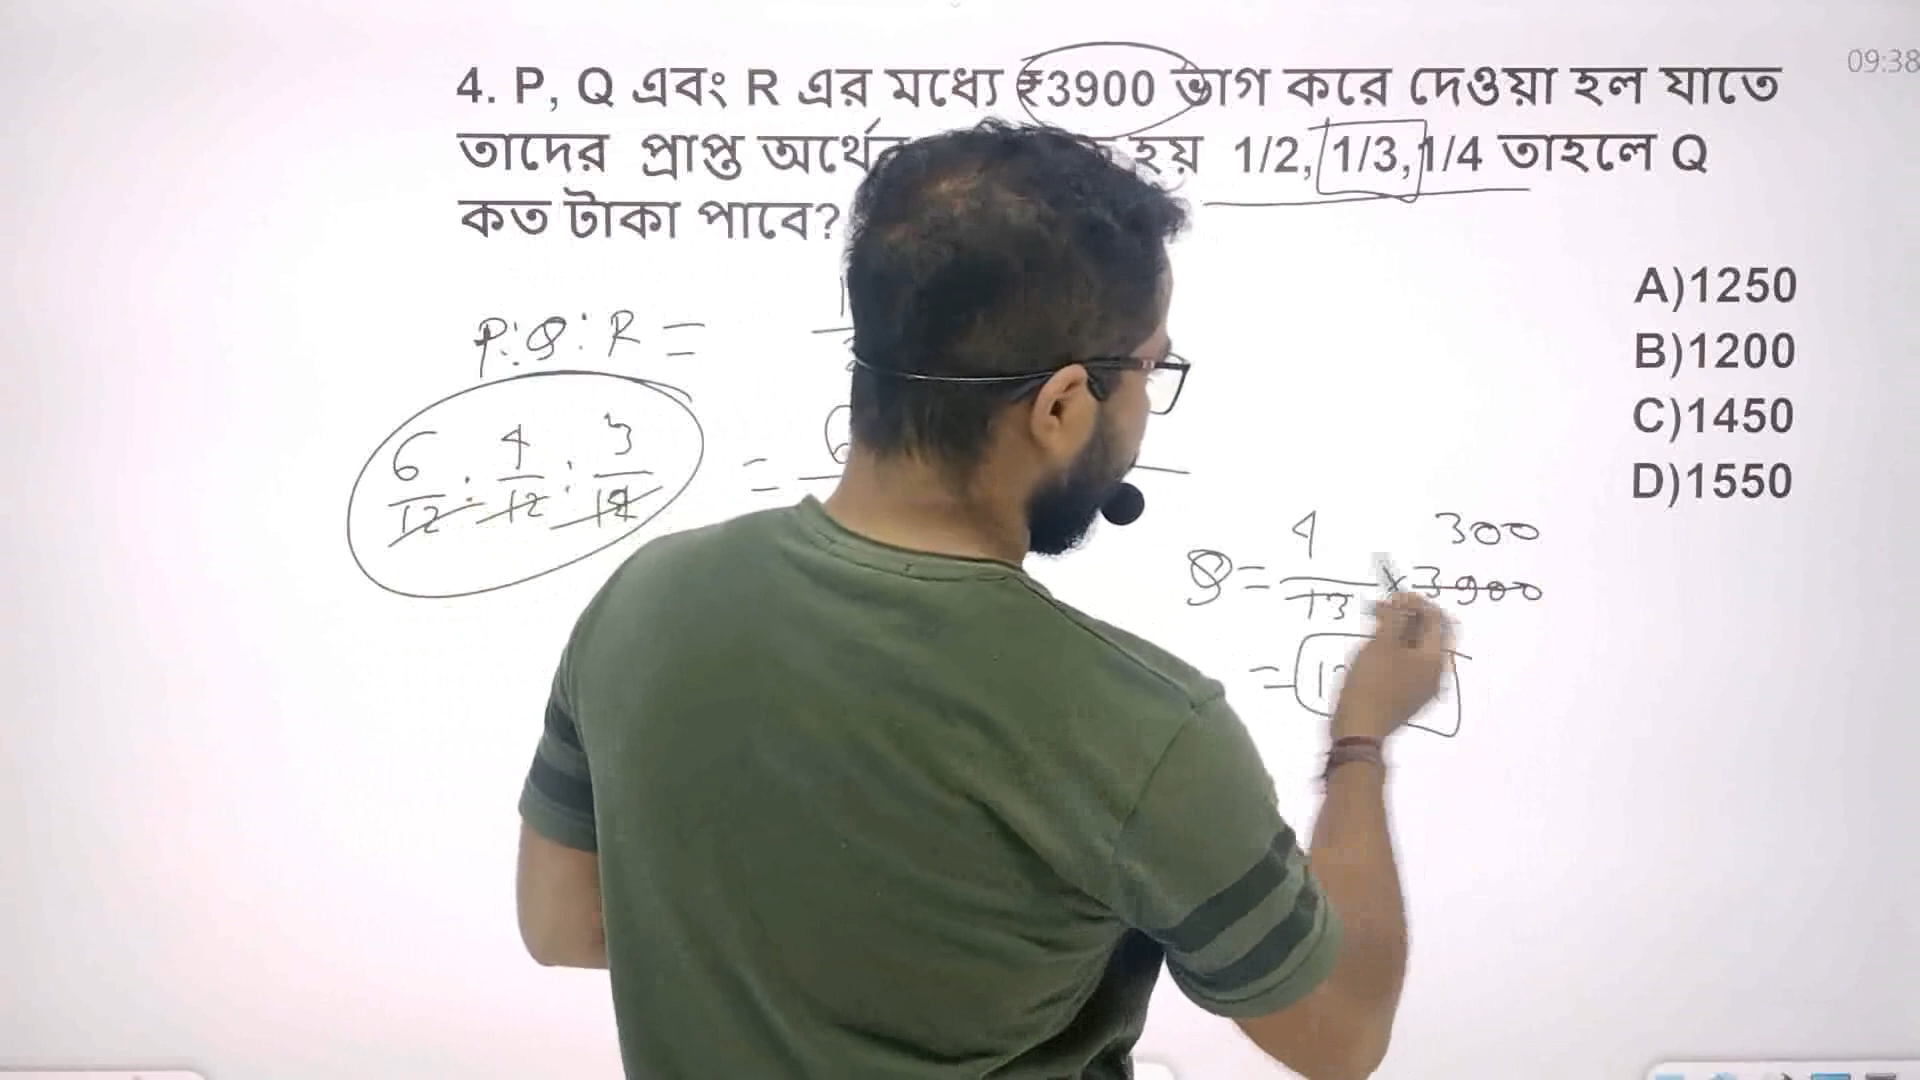 09:38
4. P, Q এবং R এর মধ্যে ₹3900 ভাগ করে দেওয়া হল যাতে
তাদের প্রাপ্ত অর্থের হয় 1/2, 1/3, 1/4 তাহলে Q
কত টাকা পাবে?
A)1250
B)1200
C)1450
D)1550
P:Q:R =
6/12 : 4/12 : 3/12
=
Q = 4/13 × 3900 300
=